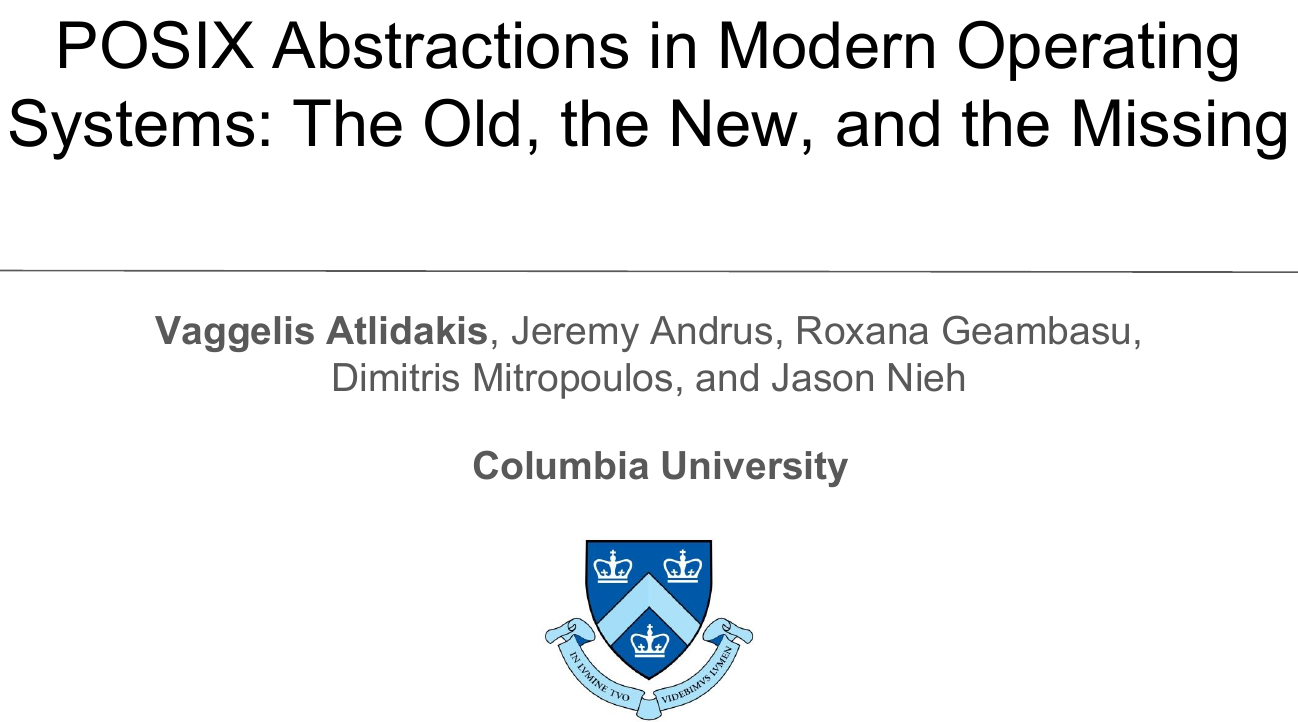 POSIX Abstractions in Modern Operating
Systems: The Old, the New, and the Missing
Vaggelis Atlidakis, Jeremy Andrus, Roxana Geambasu,
Dimitris Mitropoulos, and Jason Nieh
Columbia University
IN LVMINE TVO VIDEBIMVS LVMEN